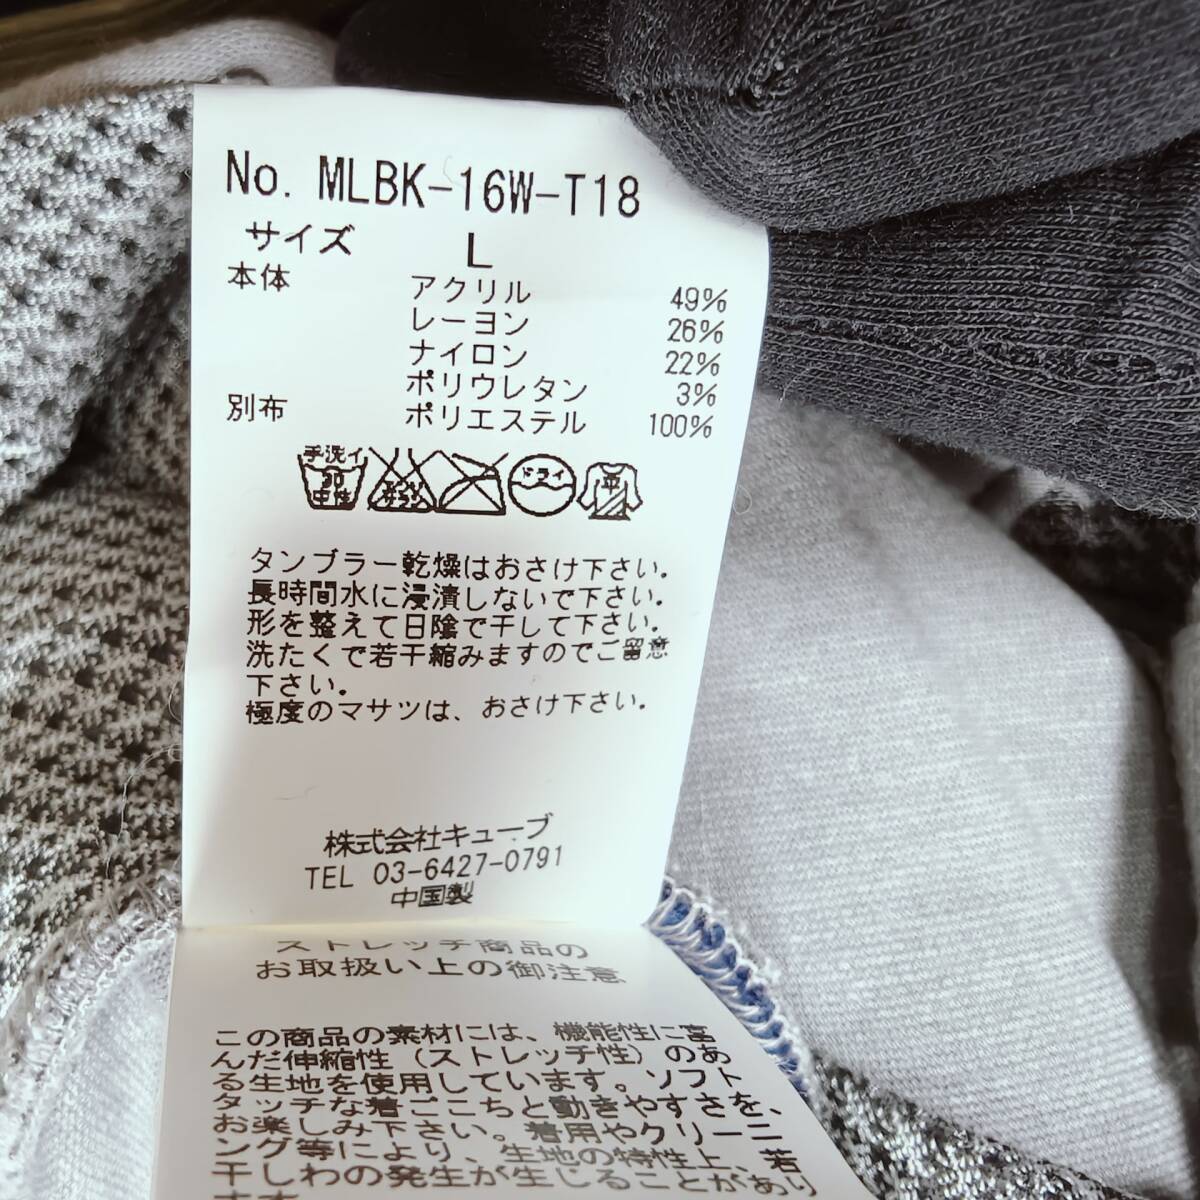 No. MLBK-16W-T18
サイズ L
本体 アクリル 49%
レーヨン 26%
ナイロン 22%
ポリウレタン 3%
別布 ポリエステル 100%
手洗イ 30 中性 エンソ サラシ ドライ
タンブラー乾燥はおさけ下さい。
長時間水に浸漬しないで下さい。
形を整えて日陰で干して下さい。
洗たくで若干縮みますのでご留意
下さい。
極度のマサツは、おさけ下さい。
株式会社キューブ
TEL 03-6427-0791
中国製
ストレッチ商品の
お取扱い上の御注意
この商品の素材には、機能性に富
んだ伸縮性（ストレッチ性）のあ
る生地を使用しています。ソフト
タッチな着ごこちと動きやすさを、
お楽しみ下さい。着用やクリーニ
ング等により、生地の特性上、若
干しわの発生が生じることがあり